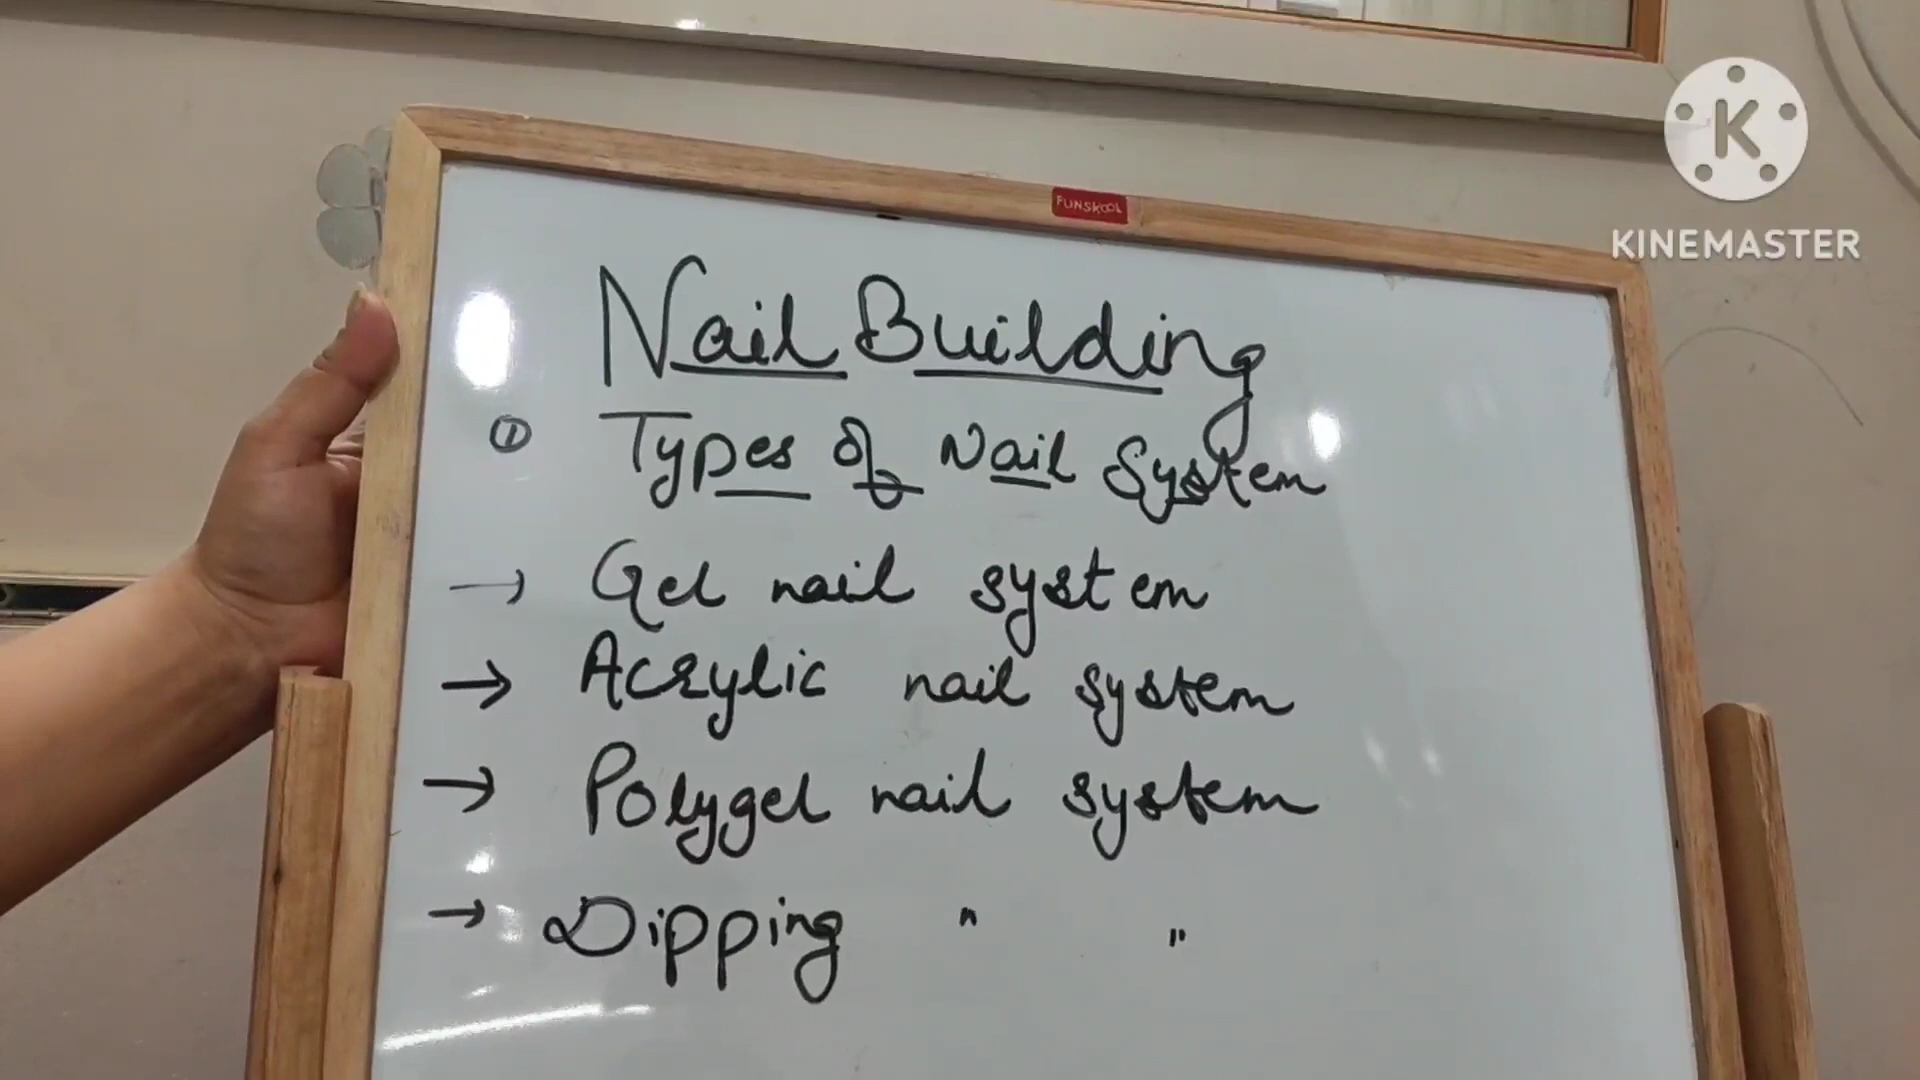 FUNSKOOL
KINEMASTER
Nail Building
① Types of Nail System
→ Gel nail system
→ Acrylic nail system
→ Polygel nail system
→ Dipping " "